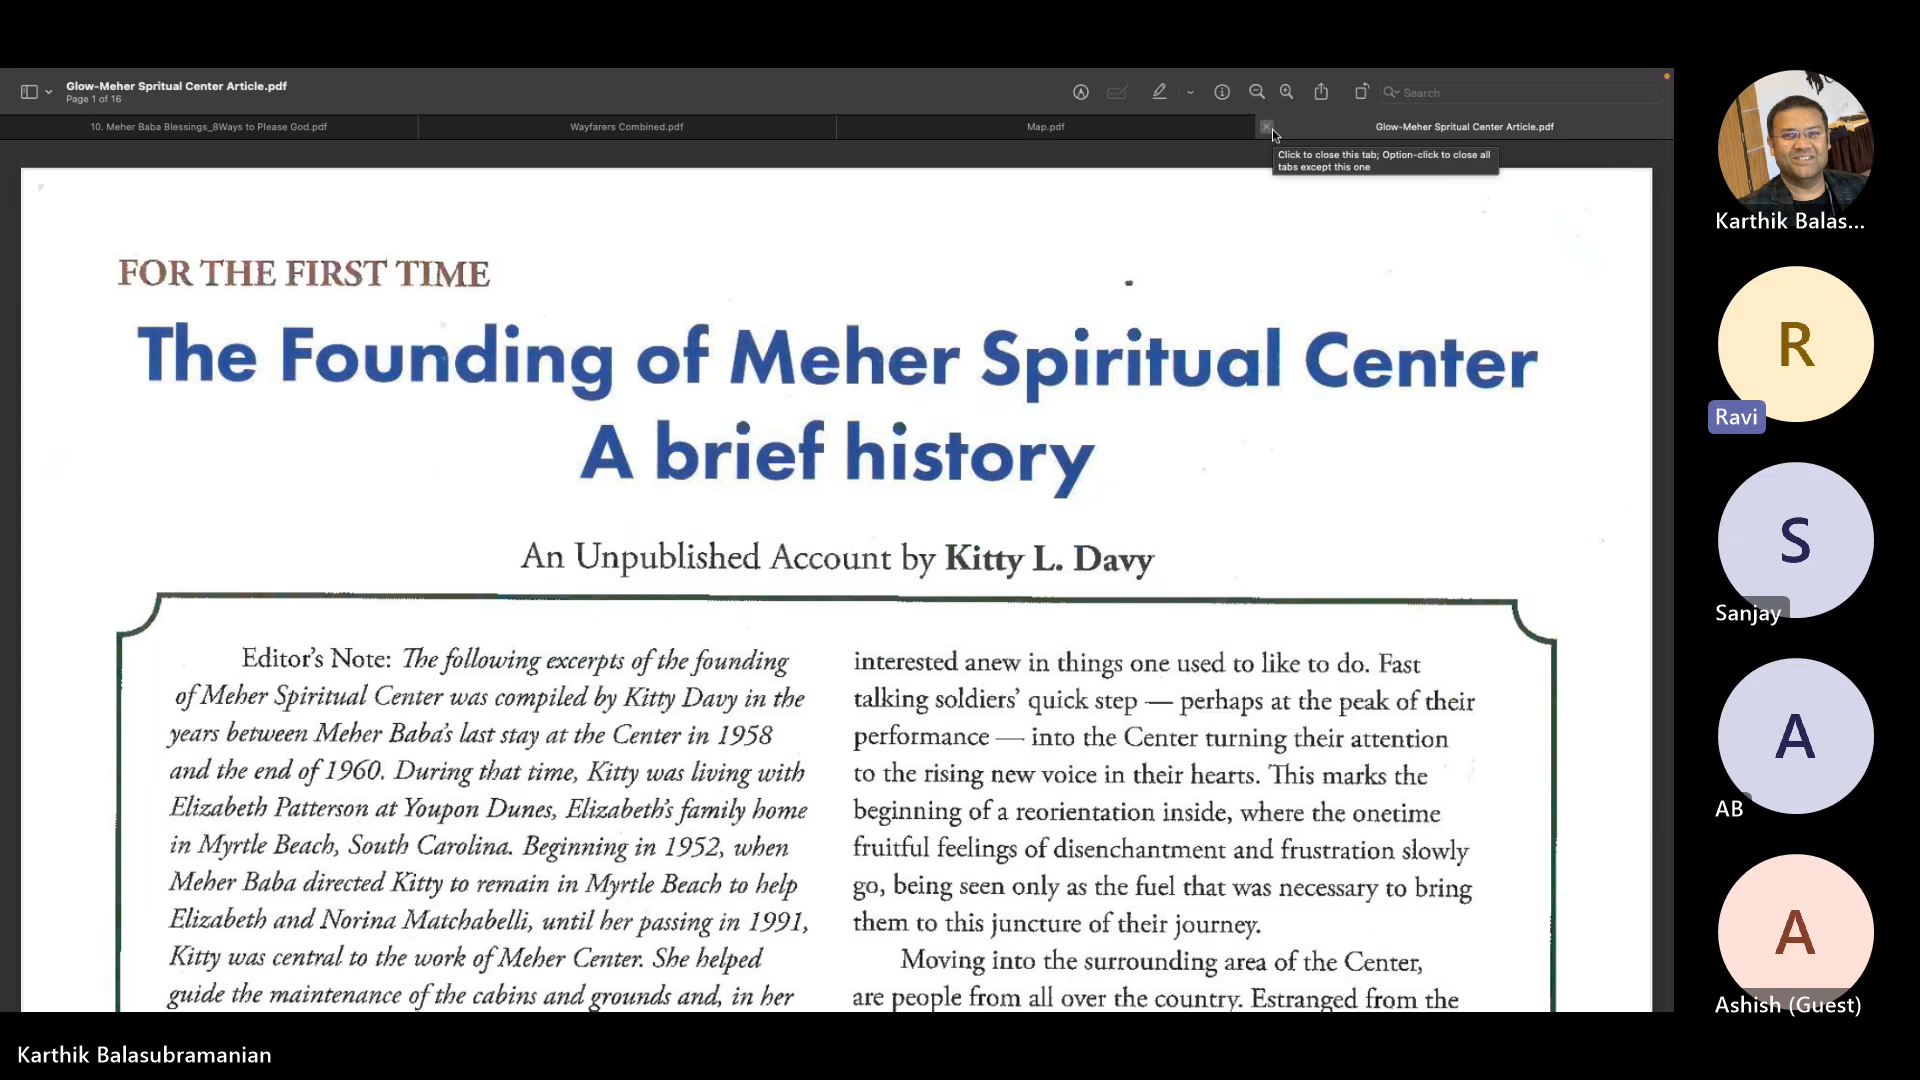 Glow-Meher Spritual Center Article.pdf
Page 1 of 16
Search
10. Meher Baba Blessings_8Ways to Please God.pdf
Wayfarers Combined.pdf
Map.pdf
Glow-Meher Spritual Center Article.pdf
Click to close this tab; Option-click to close all
tabs except this one
FOR THE FIRST TIME
The Founding of Meher Spiritual Center
A brief history
An Unpublished Account by Kitty L. Davy
Editor's Note: The following excerpts of the founding
of Meher Spiritual Center was compiled by Kitty Davy in the
years between Meher Baba's last stay at the Center in 1958
and the end of 1960. During that time, Kitty was living with
Elizabeth Patterson at Youpon Dunes, Elizabeth's family home
in Myrtle Beach, South Carolina. Beginning in 1952, when
Meher Baba directed Kitty to remain in Myrtle Beach to help
Elizabeth and Norina Matchabelli, until her passing in 1991,
Kitty was central to the work of Meher Center. She helped
guide the maintenance of the cabins and grounds and, in her
interested anew in things one used to like to do. Fast
talking soldiers' quick step — perhaps at the peak of their
performance — into the Center turning their attention
to the rising new voice in their hearts. This marks the
beginning of a reorientation inside, where the onetime
fruitful feelings of disenchantment and frustration slowly
go, being seen only as the fuel that was necessary to bring
them to this juncture of their journey.
Moving into the surrounding area of the Center,
are people from all over the country. Estranged from the
Karthik Balas...
R
Ravi
S
Sanjay
A
AB
A
Ashish (Guest)
Karthik Balasubramanian